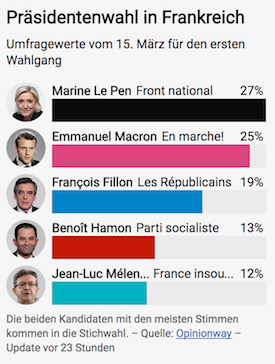 Präsidentenwahl in Frankreich
Umfragewerte vom 15. März für den ersten
Wahlgang
Marine Le Pen Front national 27%
Emmanuel Macron En marche! 25%
François Fillon Les Républicains 19%
Benoît Hamon Parti socialiste 13%
Jean-Luc Mélen... France insou... 12%
Die beiden Kandidaten mit den meisten Stimmen
kommen in die Stichwahl. – Quelle: Opinionway –
Update vor 23 Stunden